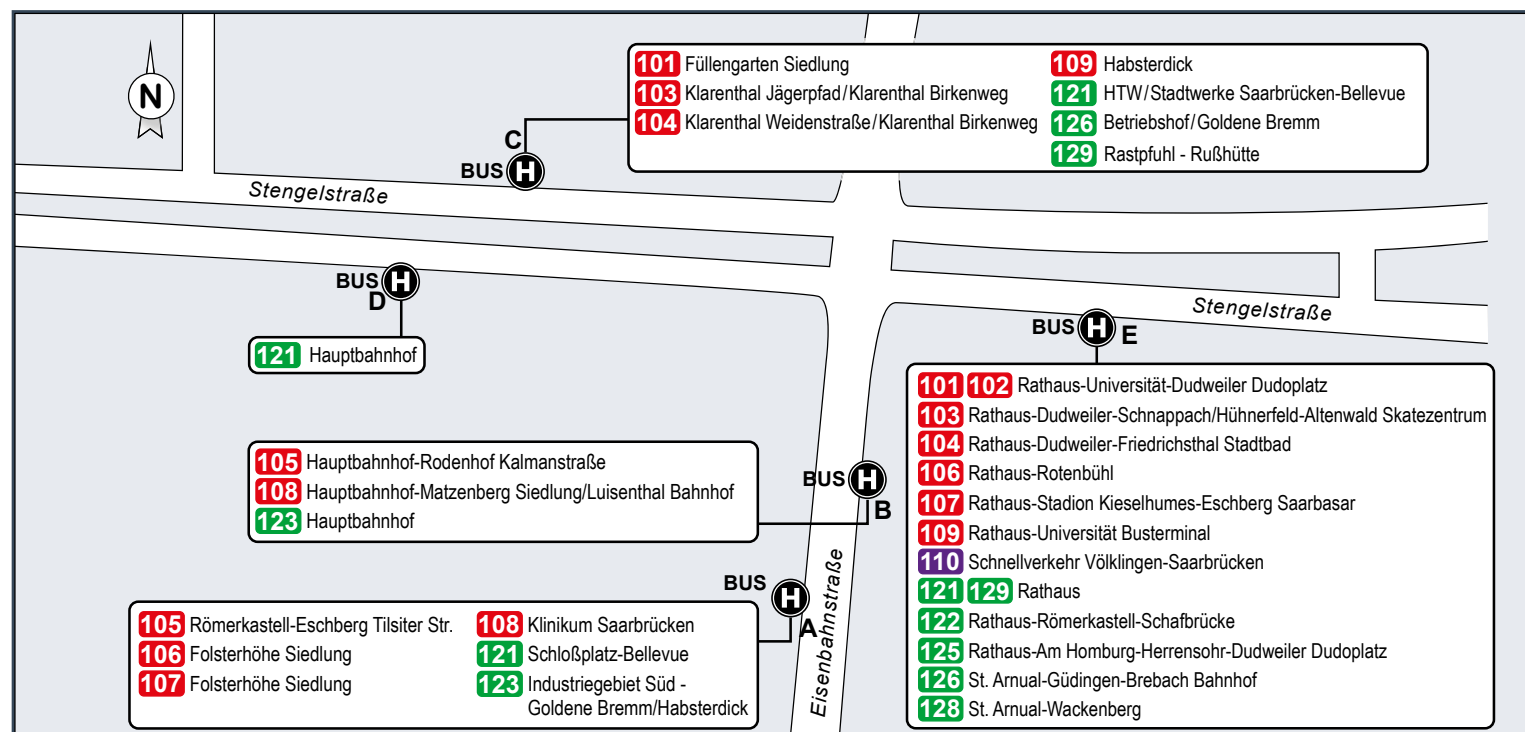 N
101 Füllengarten Siedlung
103 Klarenthal Jägerpfad/Klarenthal Birkenweg
104 Klarenthal Weidenstraße/Klarenthal Birkenweg
109 Habsterdick
121 HTW/Stadtwerke Saarbrücken-Bellevue
126 Betriebshof/Goldene Bremm
129 Rastpfuhl - Rußhütte
C
BUS H
Stengelstraße
BUS H
D
121 Hauptbahnhof
Stengelstraße
BUS H E
101 102 Rathaus-Universität-Dudweiler Dudoplatz
103 Rathaus-Dudweiler-Schnappach/Hühnerfeld-Altenwald Skatezentrum
104 Rathaus-Dudweiler-Friedrichsthal Stadtbad
106 Rathaus-Rotenbühl
107 Rathaus-Stadion Kieselhumes-Eschberg Saarbasar
109 Rathaus-Universität Busterminal
110 Schnellverkehr Völklingen-Saarbrücken
121 129 Rathaus
122 Rathaus-Römerkastell-Schafbrücke
125 Rathaus-Am Homburg-Herrensohr-Dudweiler Dudoplatz
126 St. Arnual-Güdingen-Brebach Bahnhof
128 St. Arnual-Wackenberg
105 Hauptbahnhof-Rodenhof Kalmanstraße
108 Hauptbahnhof-Matzenberg Siedlung/Luisenthal Bahnhof
123 Hauptbahnhof
BUS H
B
Eisenbahnstraße
BUS
H
A
105 Römerkastell-Eschberg Tilsiter Str.
106 Folsterhöhe Siedlung
107 Folsterhöhe Siedlung
108 Klinikum Saarbrücken
121 Schloßplatz-Bellevue
123 Industriegebiet Süd -
Goldene Bremm/Habsterdick